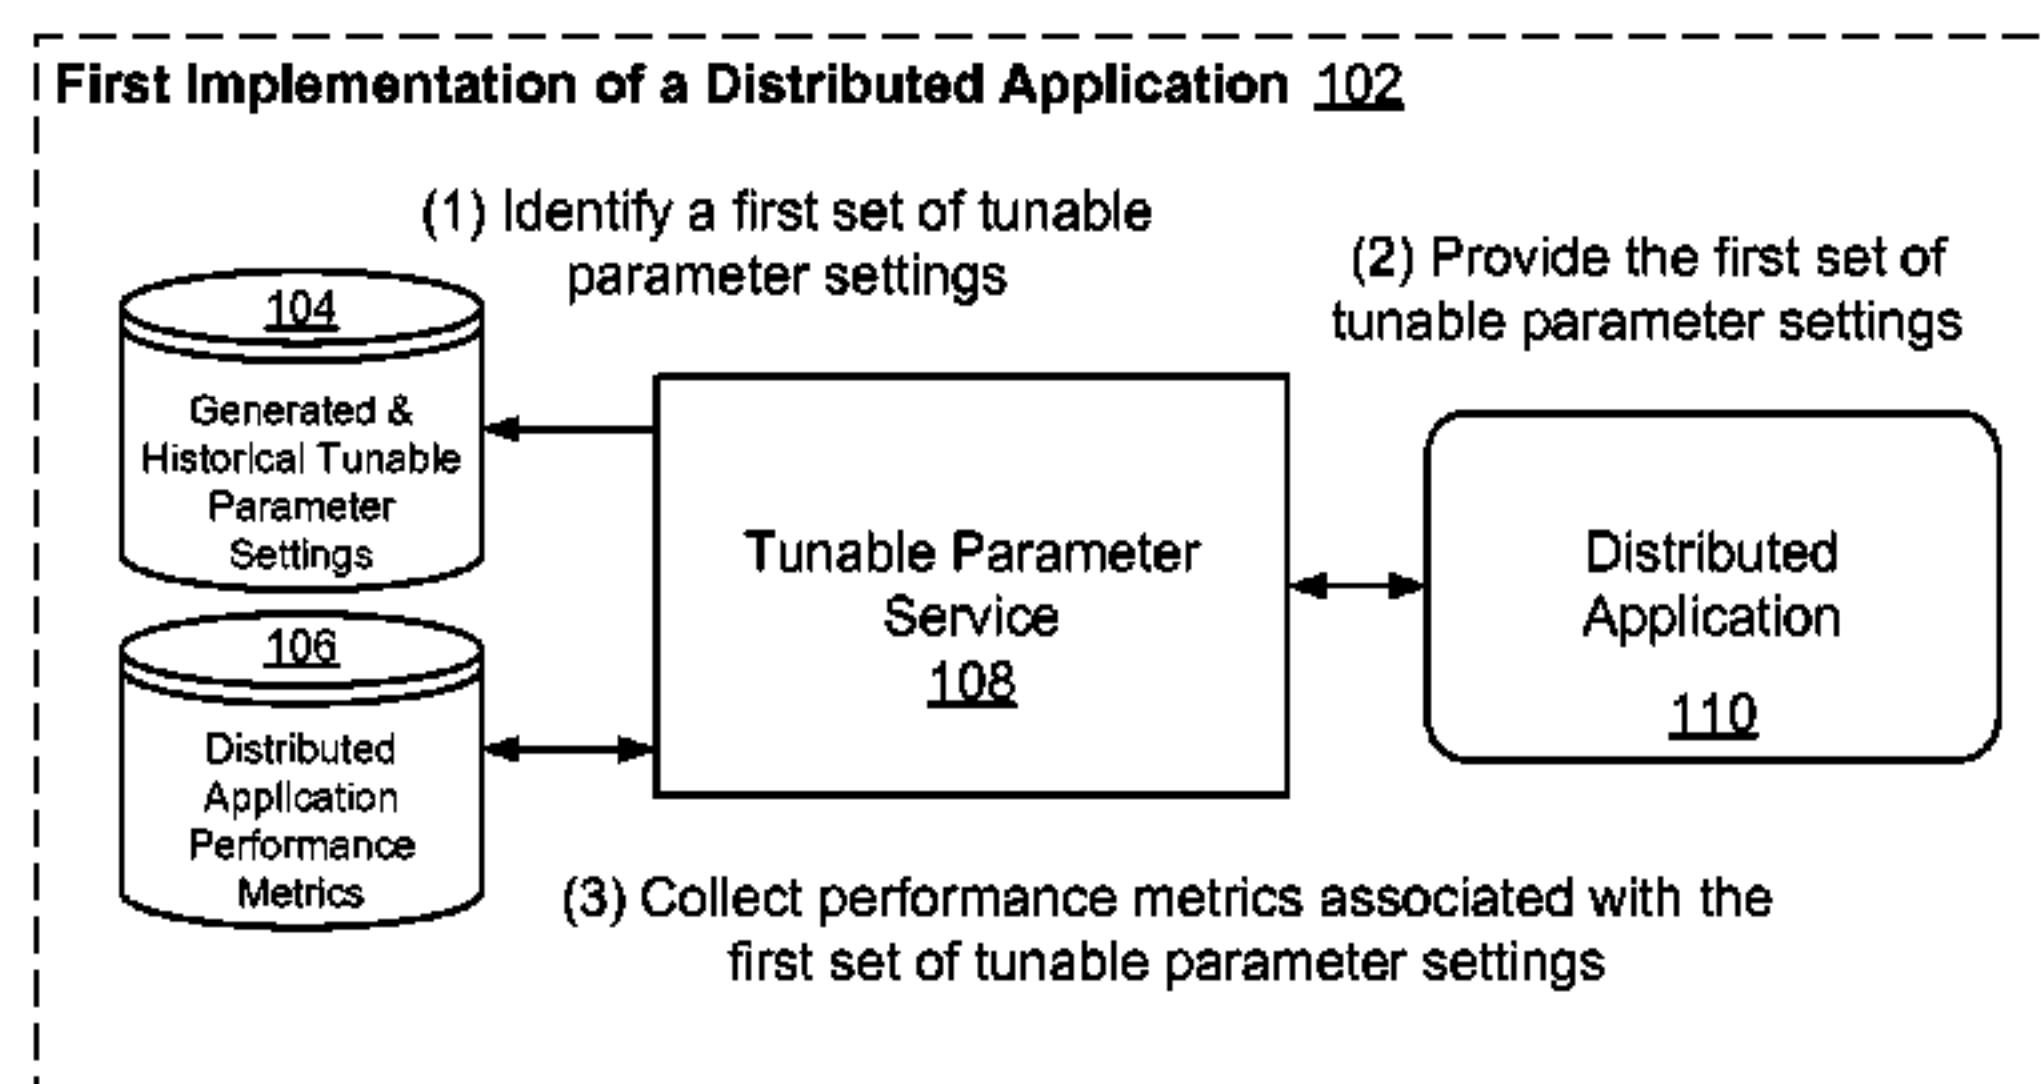 First Implementation of a Distributed Application 102
(1) Identify a first set of tunable
parameter settings
(2) Provide the first set of
tunable parameter settings
104
Generated &
Historical Tunable
Parameter
Settings
Tunable Parameter
Service
108
Distributed
Application
110
106
Distributed
Application
Performance
Metrics
(3) Collect performance metrics associated with the
first set of tunable parameter settings